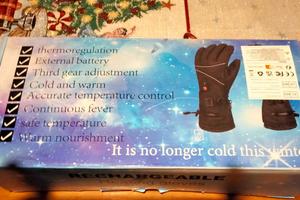 thermoregulation
External battery
Third gear adjustment
Cold and warm
Accurate temperature control
Continuous fever
safe temperature
Warm nourishment
It is no longer cold this winte
RECHARGEABLE